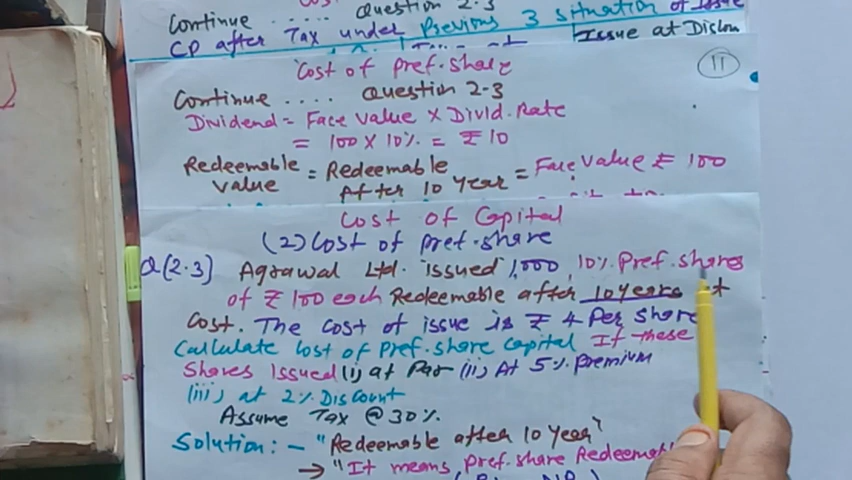 Continue .... Question 2.3
CP after Tax under Previous 3 situation of Issue
Issue at Discou
Cost of Pref. share
11
Continue .... Question 2.3
Dividend = Face value × Divid. Rate
= 100 × 10% = ₹ 10
Redeemable value = Redeemable After 10 year = Face value ₹ 100
Cost of Capital
(2) Cost of pref. share
Q(2.3) Agrawal Ltd. issued 1,000, 10% Pref. shares
of ₹ 100 each Redeemable after 10 years at
Cost. The cost of issue is ₹ 4 Per share
Calculate Cost of Pref. share capital If these
Shares Issued (i) at Par (ii) At 5% Premium
(iii) at 2% Discount
Assume Tax @ 30%.
Solution: - "Redeemable after 10 Year"
→ "It means, Pref. share Redeemabl